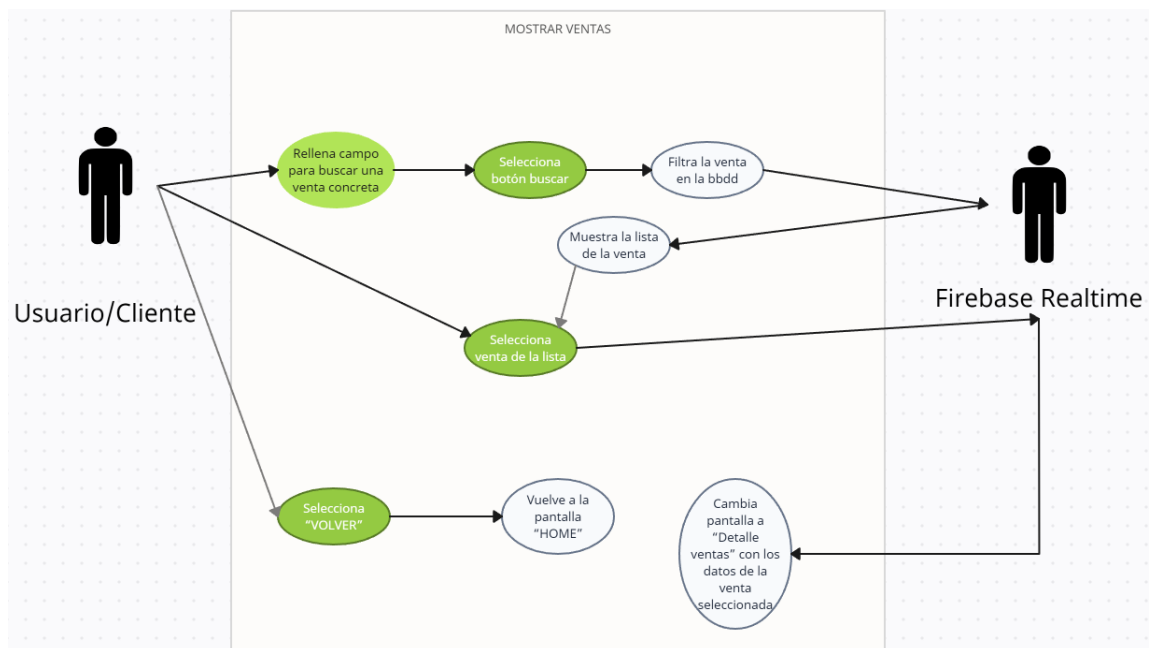 MOSTRAR VENTAS
Rellena campo
para buscar una
venta concreta
Selecciona
botón buscar
Filtra la venta
en la bbdd
Muestra la lista
de la venta
Usuario/Cliente
Firebase Realtime
Selecciona
venta de la lista
Selecciona
“VOLVER”
Vuelve a la
pantalla
“HOME”
Cambia
pantalla a
“Detalle
ventas” con los
datos de la
venta
seleccionada